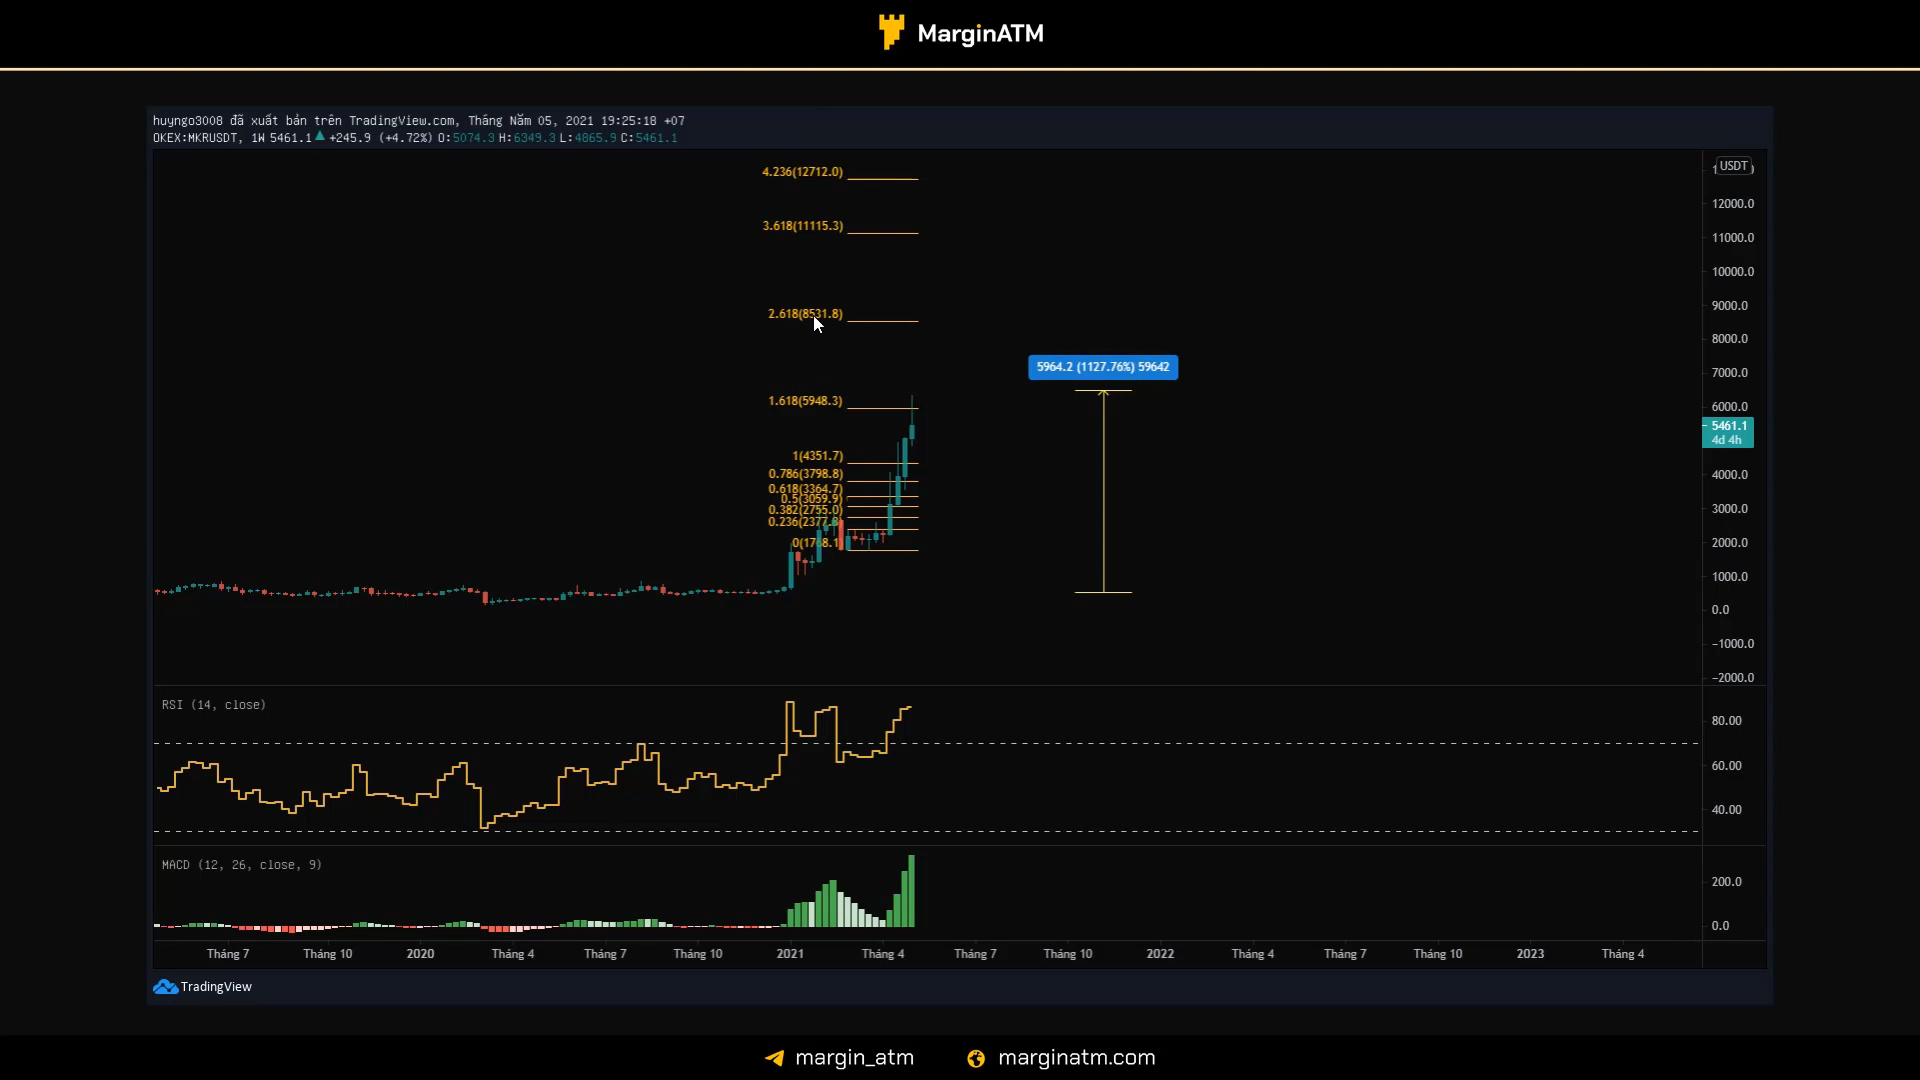 MarginATM
huyngo3008 đã xuất bản trên TradingView.com, Tháng Năm 05, 2021 19:25:18 +07
OKEX:MKRUSDT, 1W 5461.1 ▲ +245.9 (+4.72%) O:5074.3 H:6349.3 L:4865.9 C:5461.1
USDT
4.236(12712.0)
12000.0
3.618(11115.3)
11000.0
10000.0
9000.0
2.618(8531.8)
8000.0
5964.2 (1127.76%) 59642
7000.0
1.618(5948.3)
6000.0
5461.1
4d 4h
1(4351.7)
0.786(3798.8)
4000.0
0.618(3364.7)
0.5(3059.9)
0.382(2755.0)
3000.0
0.236(2377.8)
0(1768.1)
2000.0
1000.0
0.0
−1000.0
−2000.0
RSI (14, close)
80.00
60.00
40.00
MACD (12, 26, close, 9)
200.0
0.0
Tháng 7 Tháng 10 2020 Tháng 4 Tháng 7 Tháng 10 2021 Tháng 4 Tháng 7 Tháng 10 2022 Tháng 4 Tháng 7 Tháng 10 2023 Tháng 4
TradingView
margin_atm marginatm.com